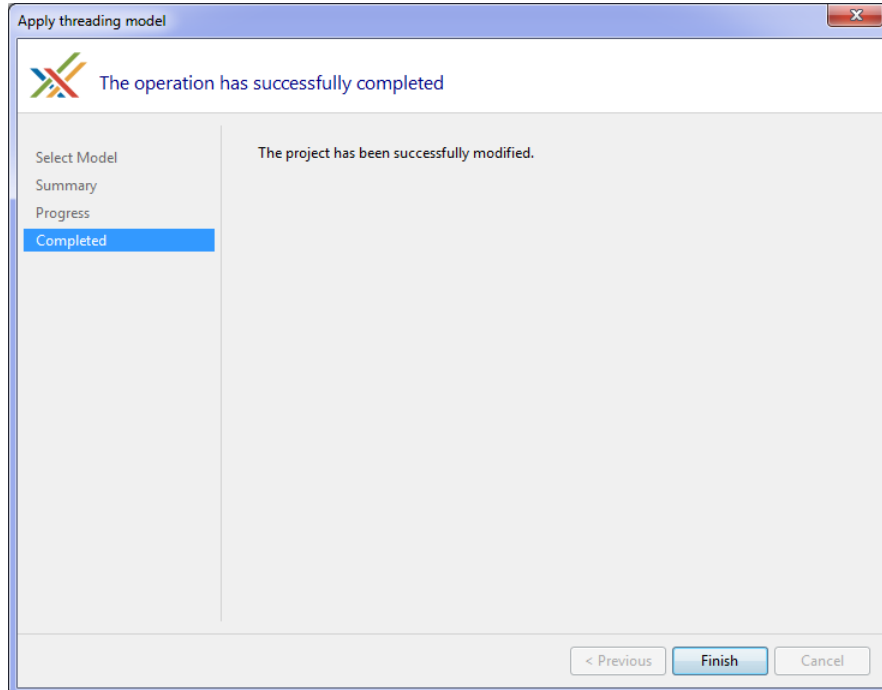 Apply threading model
The operation has successfully completed
Select Model
Summary
Progress
Completed
The project has been successfully modified.
< Previous
Finish
Cancel